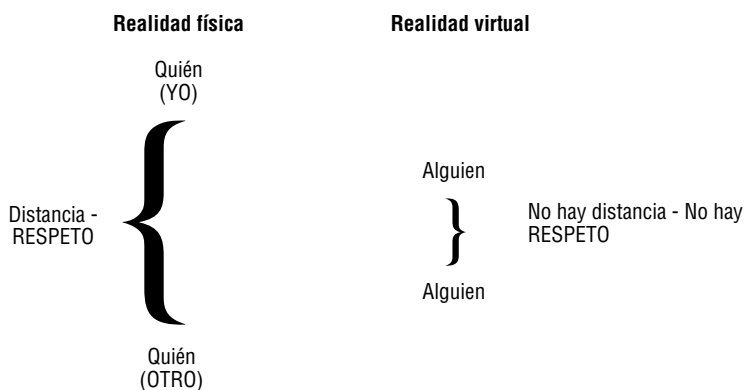 Realidad física
Realidad virtual
Quién
(YO)
Distancia -
RESPETO
Quién
(OTRO)
Alguien
No hay distancia - No hay
RESPETO
Alguien